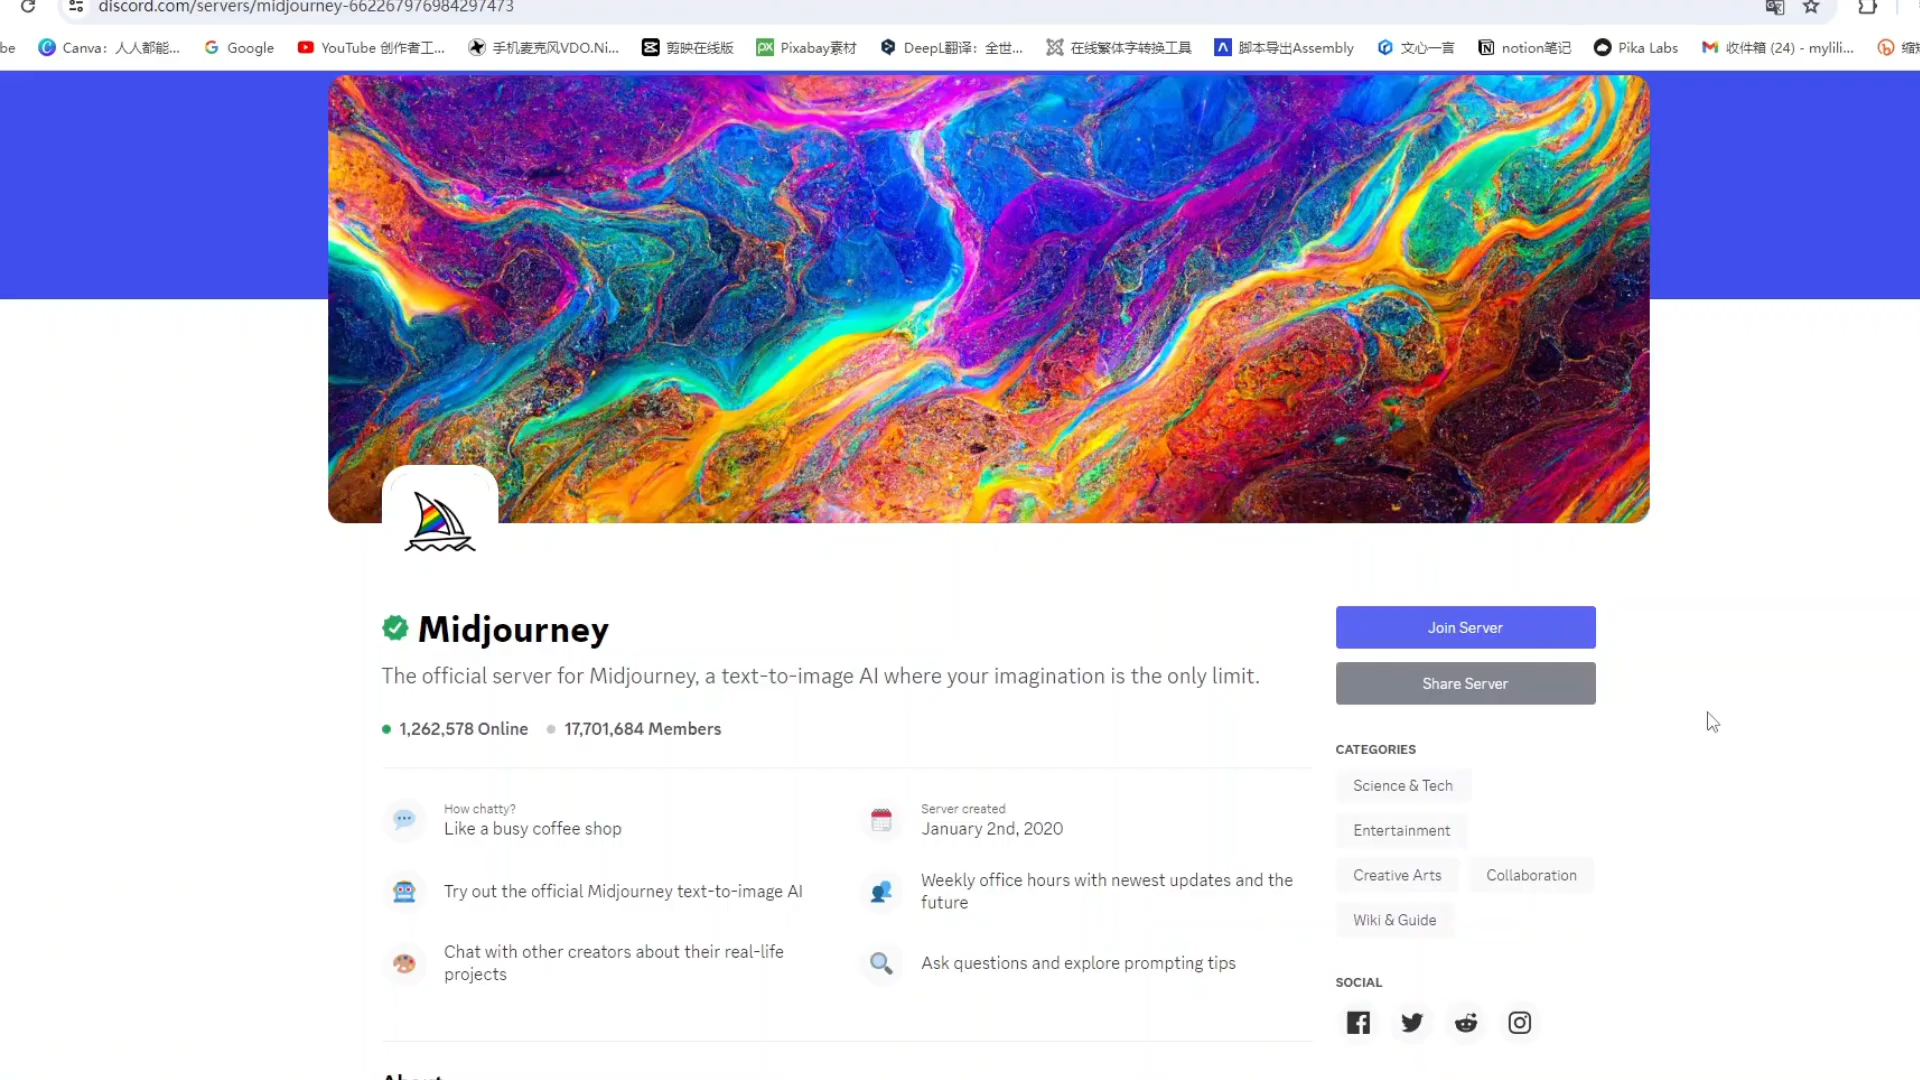 discord.com/servers/midjourney-662267976984297473
be Canva：人人都能... Google YouTube 创作者工... 手机麦克风VDO.Ni... 剪映在线版 Pixabay素材 DeepL翻译：全世... 在线繁体字转换工具 脚本导出Assembly 文心一言 notion笔记 Pika Labs 收件箱 (24) - mylili... 缩
Midjourney
The official server for Midjourney, a text-to-image AI where your imagination is the only limit.
1,262,578 Online 17,701,684 Members
How chatty?
Like a busy coffee shop
Server created
January 2nd, 2020
Try out the official Midjourney text-to-image AI
Weekly office hours with newest updates and the
future
Chat with other creators about their real-life
projects
Ask questions and explore prompting tips
About
Join Server
Share Server
CATEGORIES
Science & Tech
Entertainment
Creative Arts Collaboration
Wiki & Guide
SOCIAL